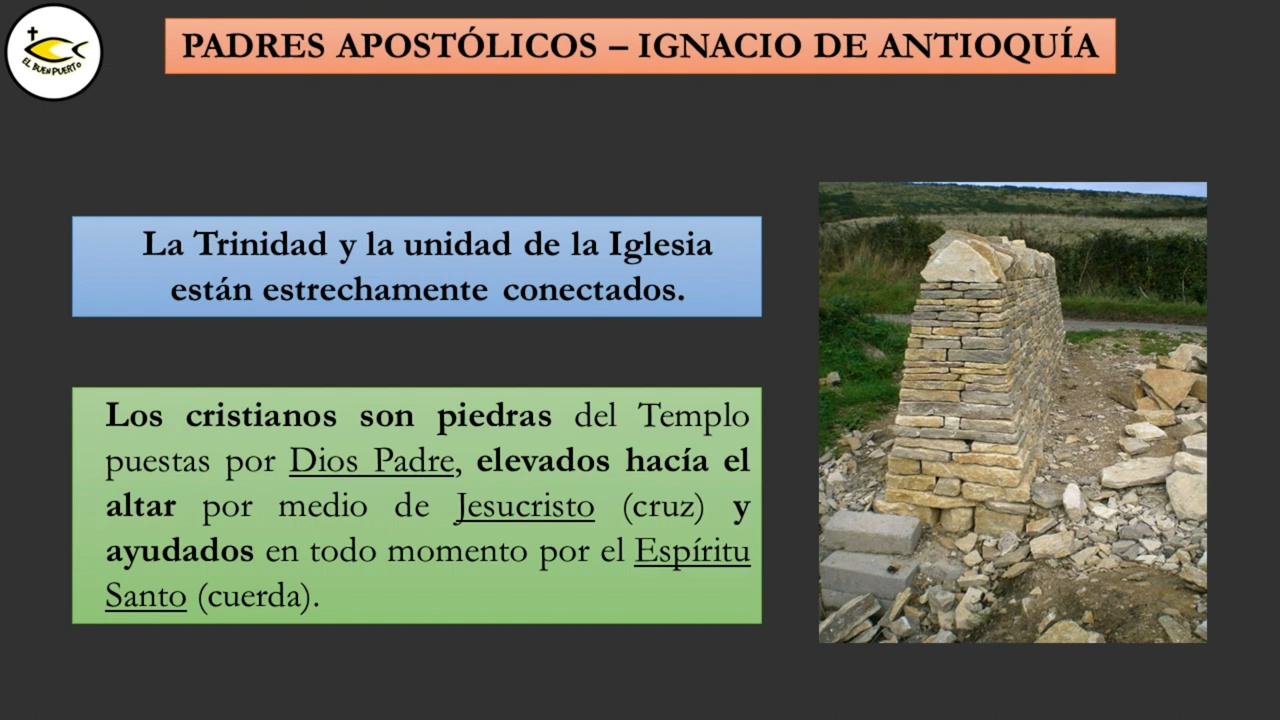 EL BUEN PUERTO
PADRES APOSTÓLICOS – IGNACIO DE ANTIOQUÍA
La Trinidad y la unidad de la Iglesia
están estrechamente conectados.
Los cristianos son piedras del Templo
puestas por Dios Padre, elevados hacía el
altar por medio de Jesucristo (cruz) y
ayudados en todo momento por el Espíritu
Santo (cuerda).